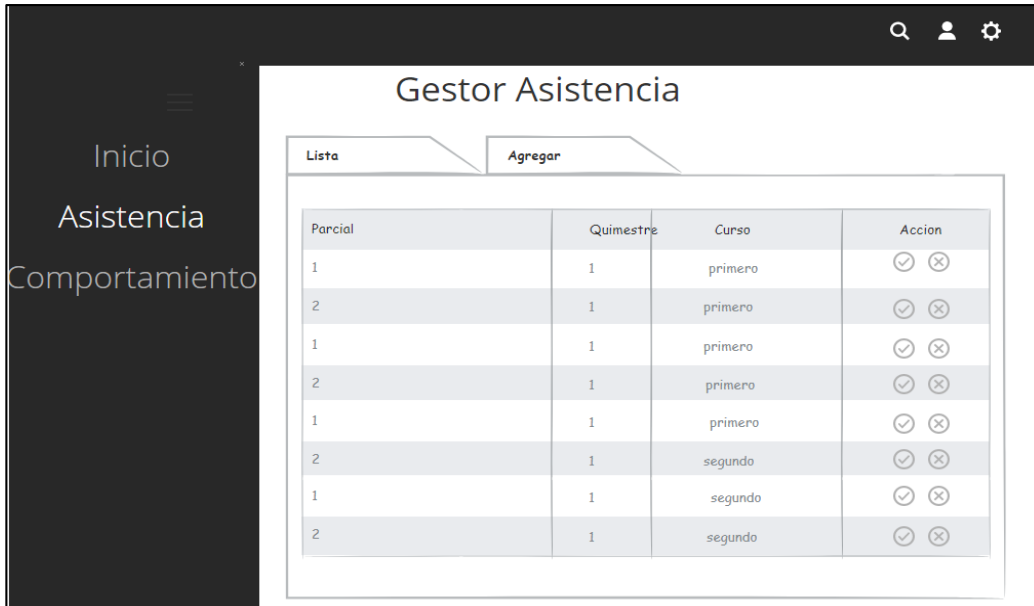 Gestor Asistencia
Inicio
Asistencia
Comportamiento
Lista Agregar
Parcial Quimestre Curso Accion
1 1 primero
2 1 primero
1 1 primero
2 1 primero
1 1 primero
2 1 segundo
1 1 segundo
2 1 segundo